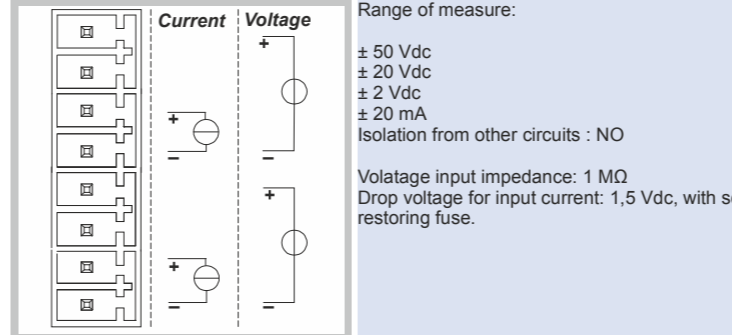 Current Voltage
+
+
–
–
+
+
–
–
Range of measure:
± 50 Vdc
± 20 Vdc
± 2 Vdc
± 20 mA
Isolation from other circuits : NO
Volatage input impedance: 1 MΩ
Drop voltage for input current: 1,5 Vdc, with
restoring fuse.